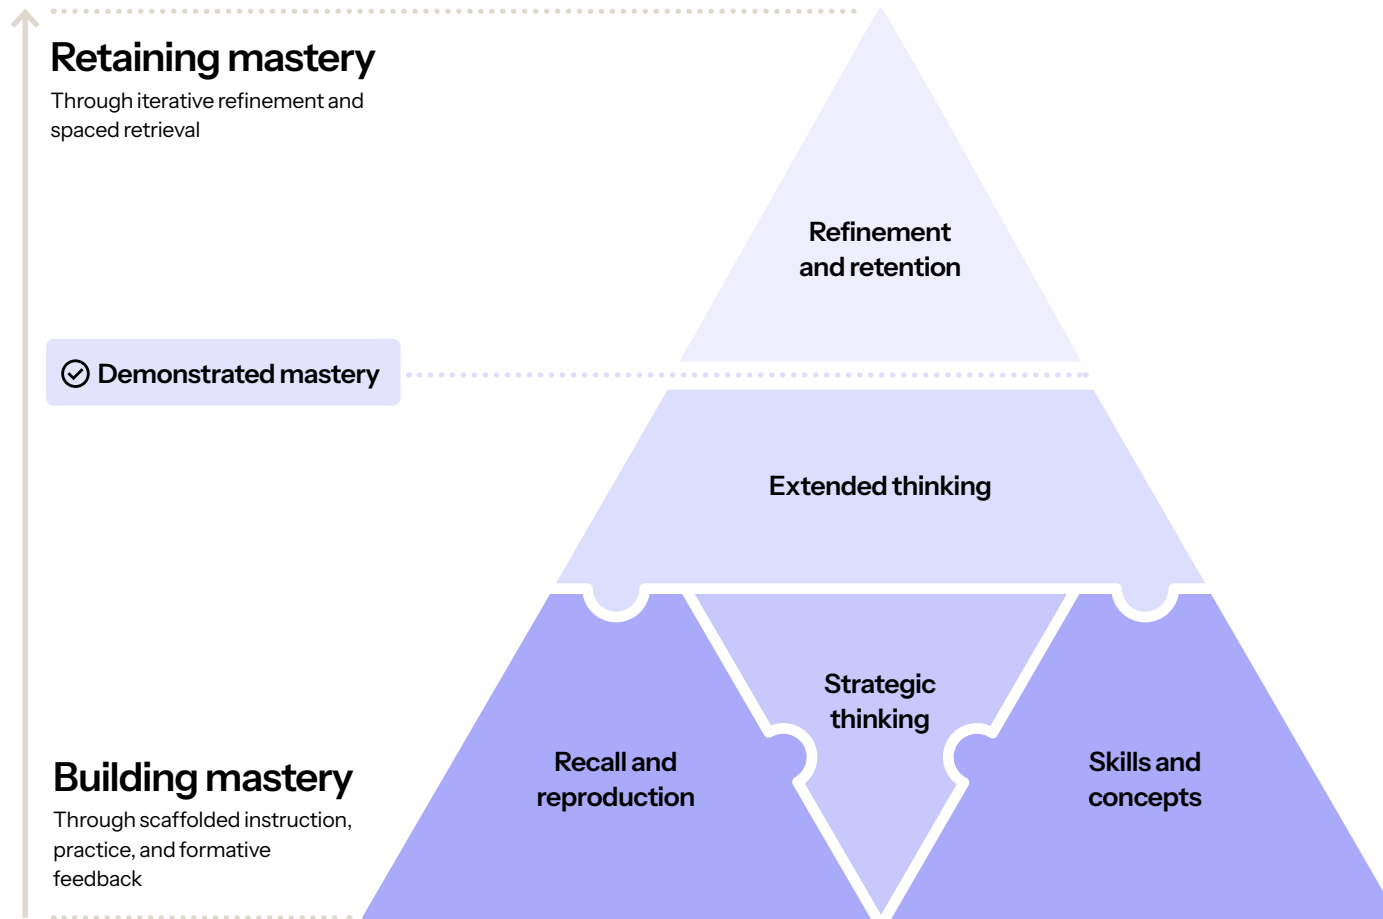 Retaining mastery
Through iterative refinement and
spaced retrieval
Refinement
and retention
Demonstrated mastery
Extended thinking
Strategic
thinking
Recall and
reproduction
Skills and
concepts
Building mastery
Through scaffolded instruction,
practice, and formative
feedback